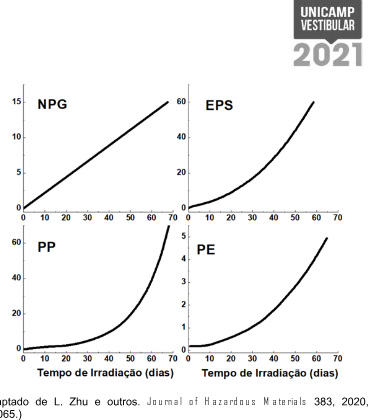 UNICAMP
VESTIBULAR
2021
NPG
15
10
5
0
0 10 20 30 40 50 60 70
EPS
60
40
20
0
0 10 20 30 40 50 60 70
PP
60
40
20
0
0 10 20 30 40 50 60 70
Tempo de Irradiação (dias)
PE
5
4
3
2
1
0
0 10 20 30 40 50 60 70
Tempo de Irradiação (dias)
aptado de L. Zhu e outros. Journal of Hazardous Materials 383, 2020,
065.)